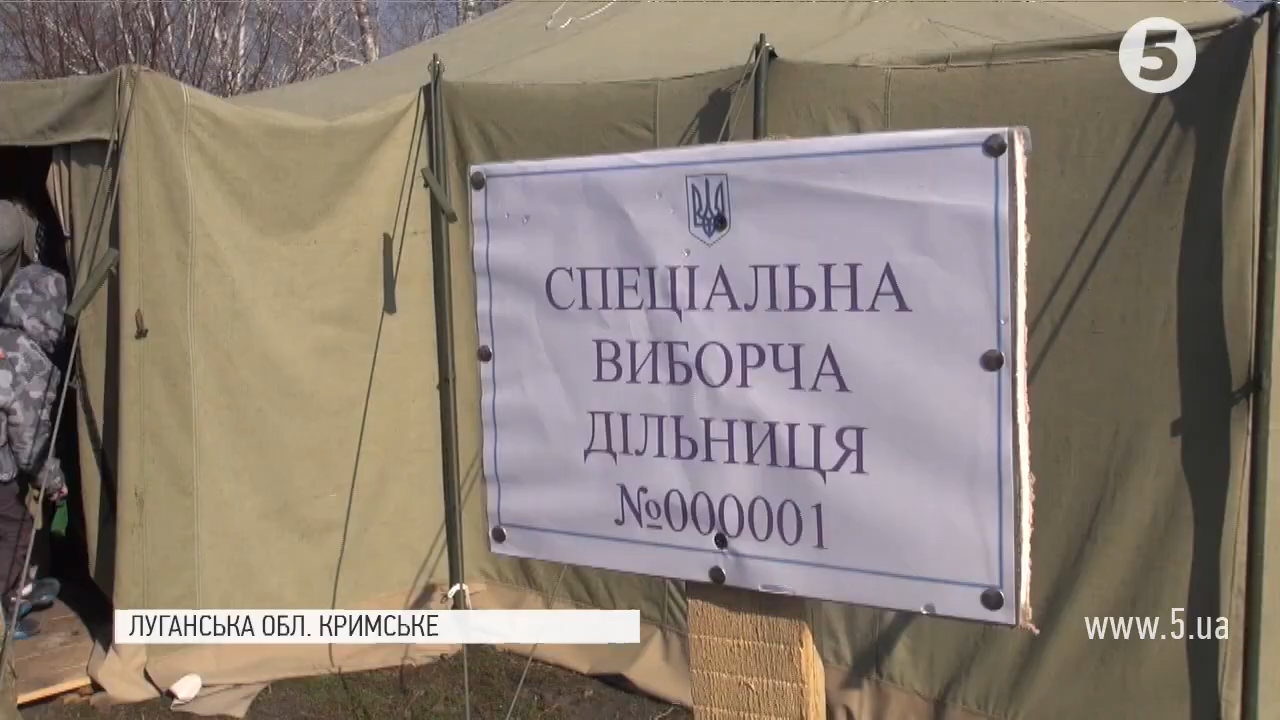 5
СПЕЦІАЛЬНА
ВИБОРЧА
ДІЛЬНИЦЯ
№000001
ЛУГАНСЬКА ОБЛ. КРИМСЬКЕ
www.5.ua